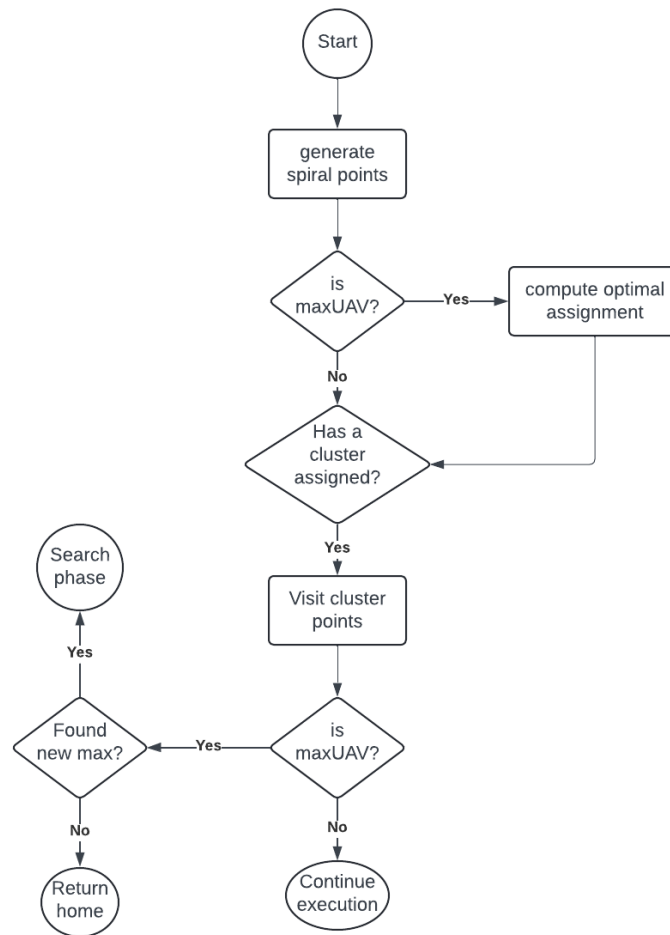 Start
generate
spiral points
is
maxUAV?
Yes
compute optimal
assignment
No
Has a
cluster
assigned?
Yes
Visit cluster
points
is
maxUAV?
Yes
Found
new max?
Yes
Search
phase
No
Return
home
No
Continue
execution